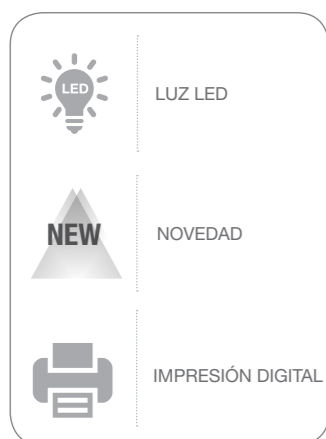 LED
LUZ LED
NEW
NOVEDAD
IMPRESIÓN DIGITAL